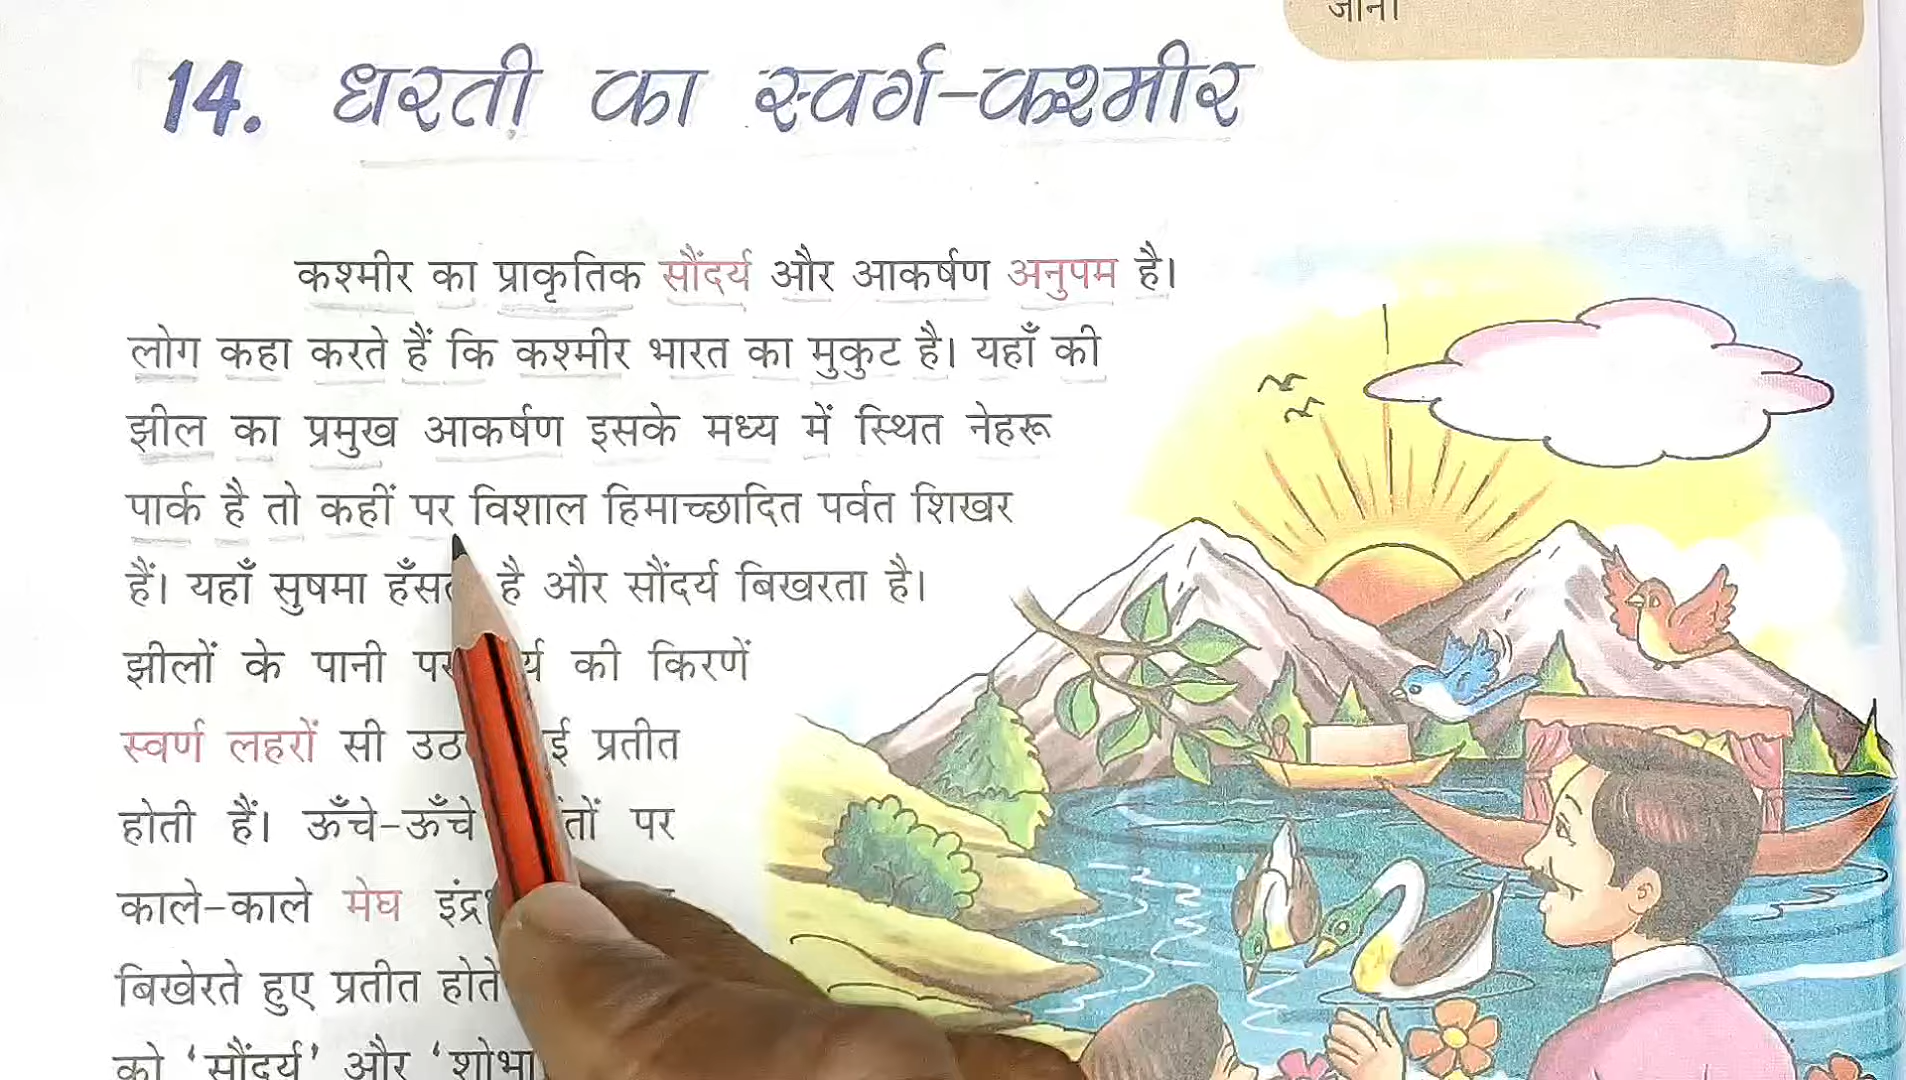 जाना।
14. धरती का स्वर्ग-कश्मीर
कश्मीर का प्राकृतिक सौंदर्य और आकर्षण अनुपम है।
लोग कहा करते हैं कि कश्मीर भारत का मुकुट है। यहाँ की
झील का प्रमुख आकर्षण इसके मध्य में स्थित नेहरू
पार्क है तो कहीं पर विशाल हिमाच्छादित पर्वत शिखर
हैं। यहाँ सुषमा है और सौंदर्य बिखरता है।
झीलों के पानी पर की किरणें
स्वर्ण लहरों सी प्रतीत
होती हैं। ऊँचे-ऊँचे पर
काले-काले मेघ
बिखेरते हुए प्रतीत होते
को ‘सौंदर्य’ और ‘शोभा